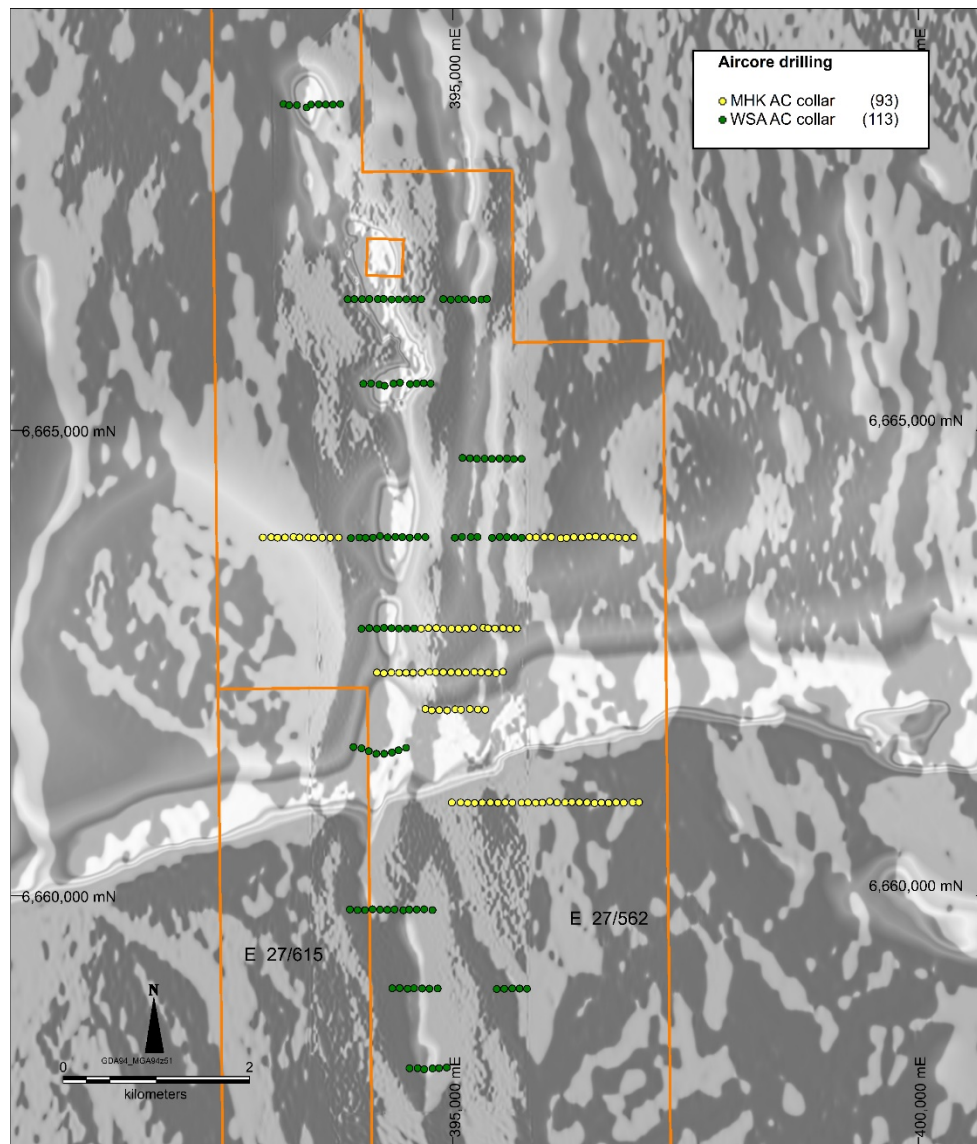 395,000 mE
Aircore drilling
MHK AC collar (93)
WSA AC collar (113)
6,665,000 mN
6,665,000 mN
6,660,000 mN
6,660,000 mN
E 27/562
E 27/615
N
GDA94_MGA94z51
0 2
kilometers
395,000 mE
400,000 mE